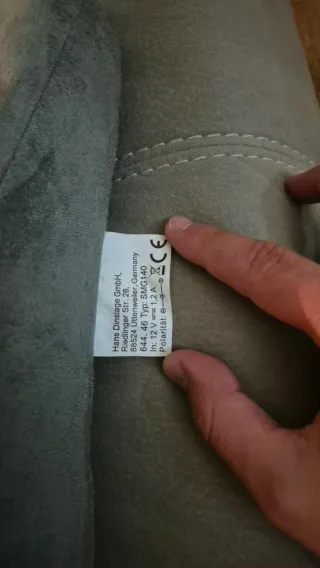 Hans Dinslage GmbH,
Riedlinger Str. 28,
88524 Uttenweiler, Germany
644. 46 Typ: SMG140
In: 12 V ⎓ 1,2 A CE
Polarität: